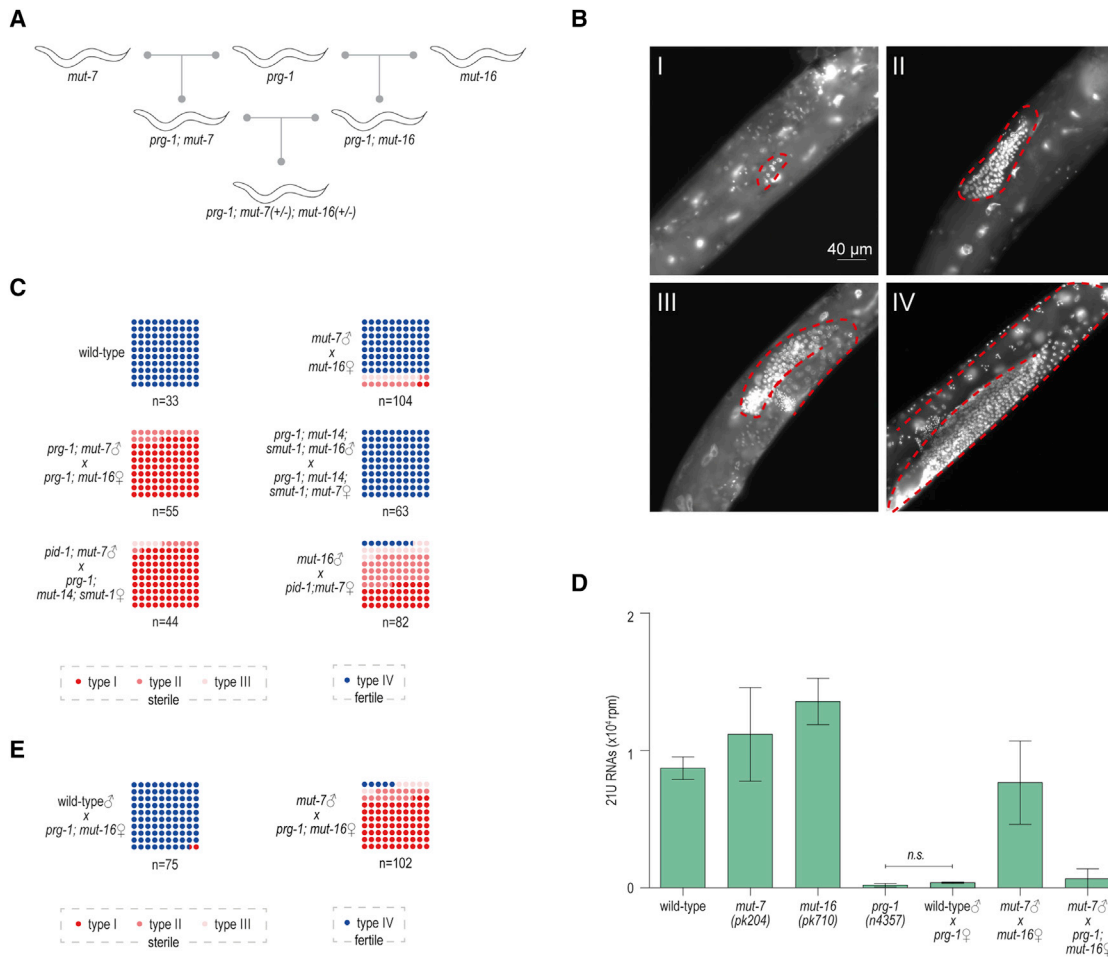 A
mut-7
prg-1
mut-16
prg-1; mut-7
prg-1; mut-16
prg-1; mut-7(+/-); mut-16(+/-)
B
I
II
40 µm
III
IV
C
wild-type
n=33
mut-7♂
x
mut-16♀
n=104
prg-1; mut-7♂
x
prg-1; mut-16♀
n=55
prg-1; mut-14;
smut-1; mut-16♂
x
prg-1; mut-14;
smut-1; mut-7♀
n=63
pid-1; mut-7♂
x
prg-1;
mut-14; smut-1♀
n=44
mut-16♂
x
pid-1;mut-7♀
n=82
type I type II type III
sterile
type IV
fertile
D
21U RNAs (x10⁴ rpm)
2
1
0
n.s.
wild-type
mut-7
(pk204)
mut-16
(pk710)
prg-1
(n4357)
wild-type♂
x
prg-1♀
mut-7♂
x
mut-16♀
mut-7♂
x
prg-1;
mut-16♀
E
wild-type♂
x
prg-1; mut-16♀
n=75
mut-7♂
x
prg-1; mut-16♀
n=102
type I type II type III
sterile
type IV
fertile